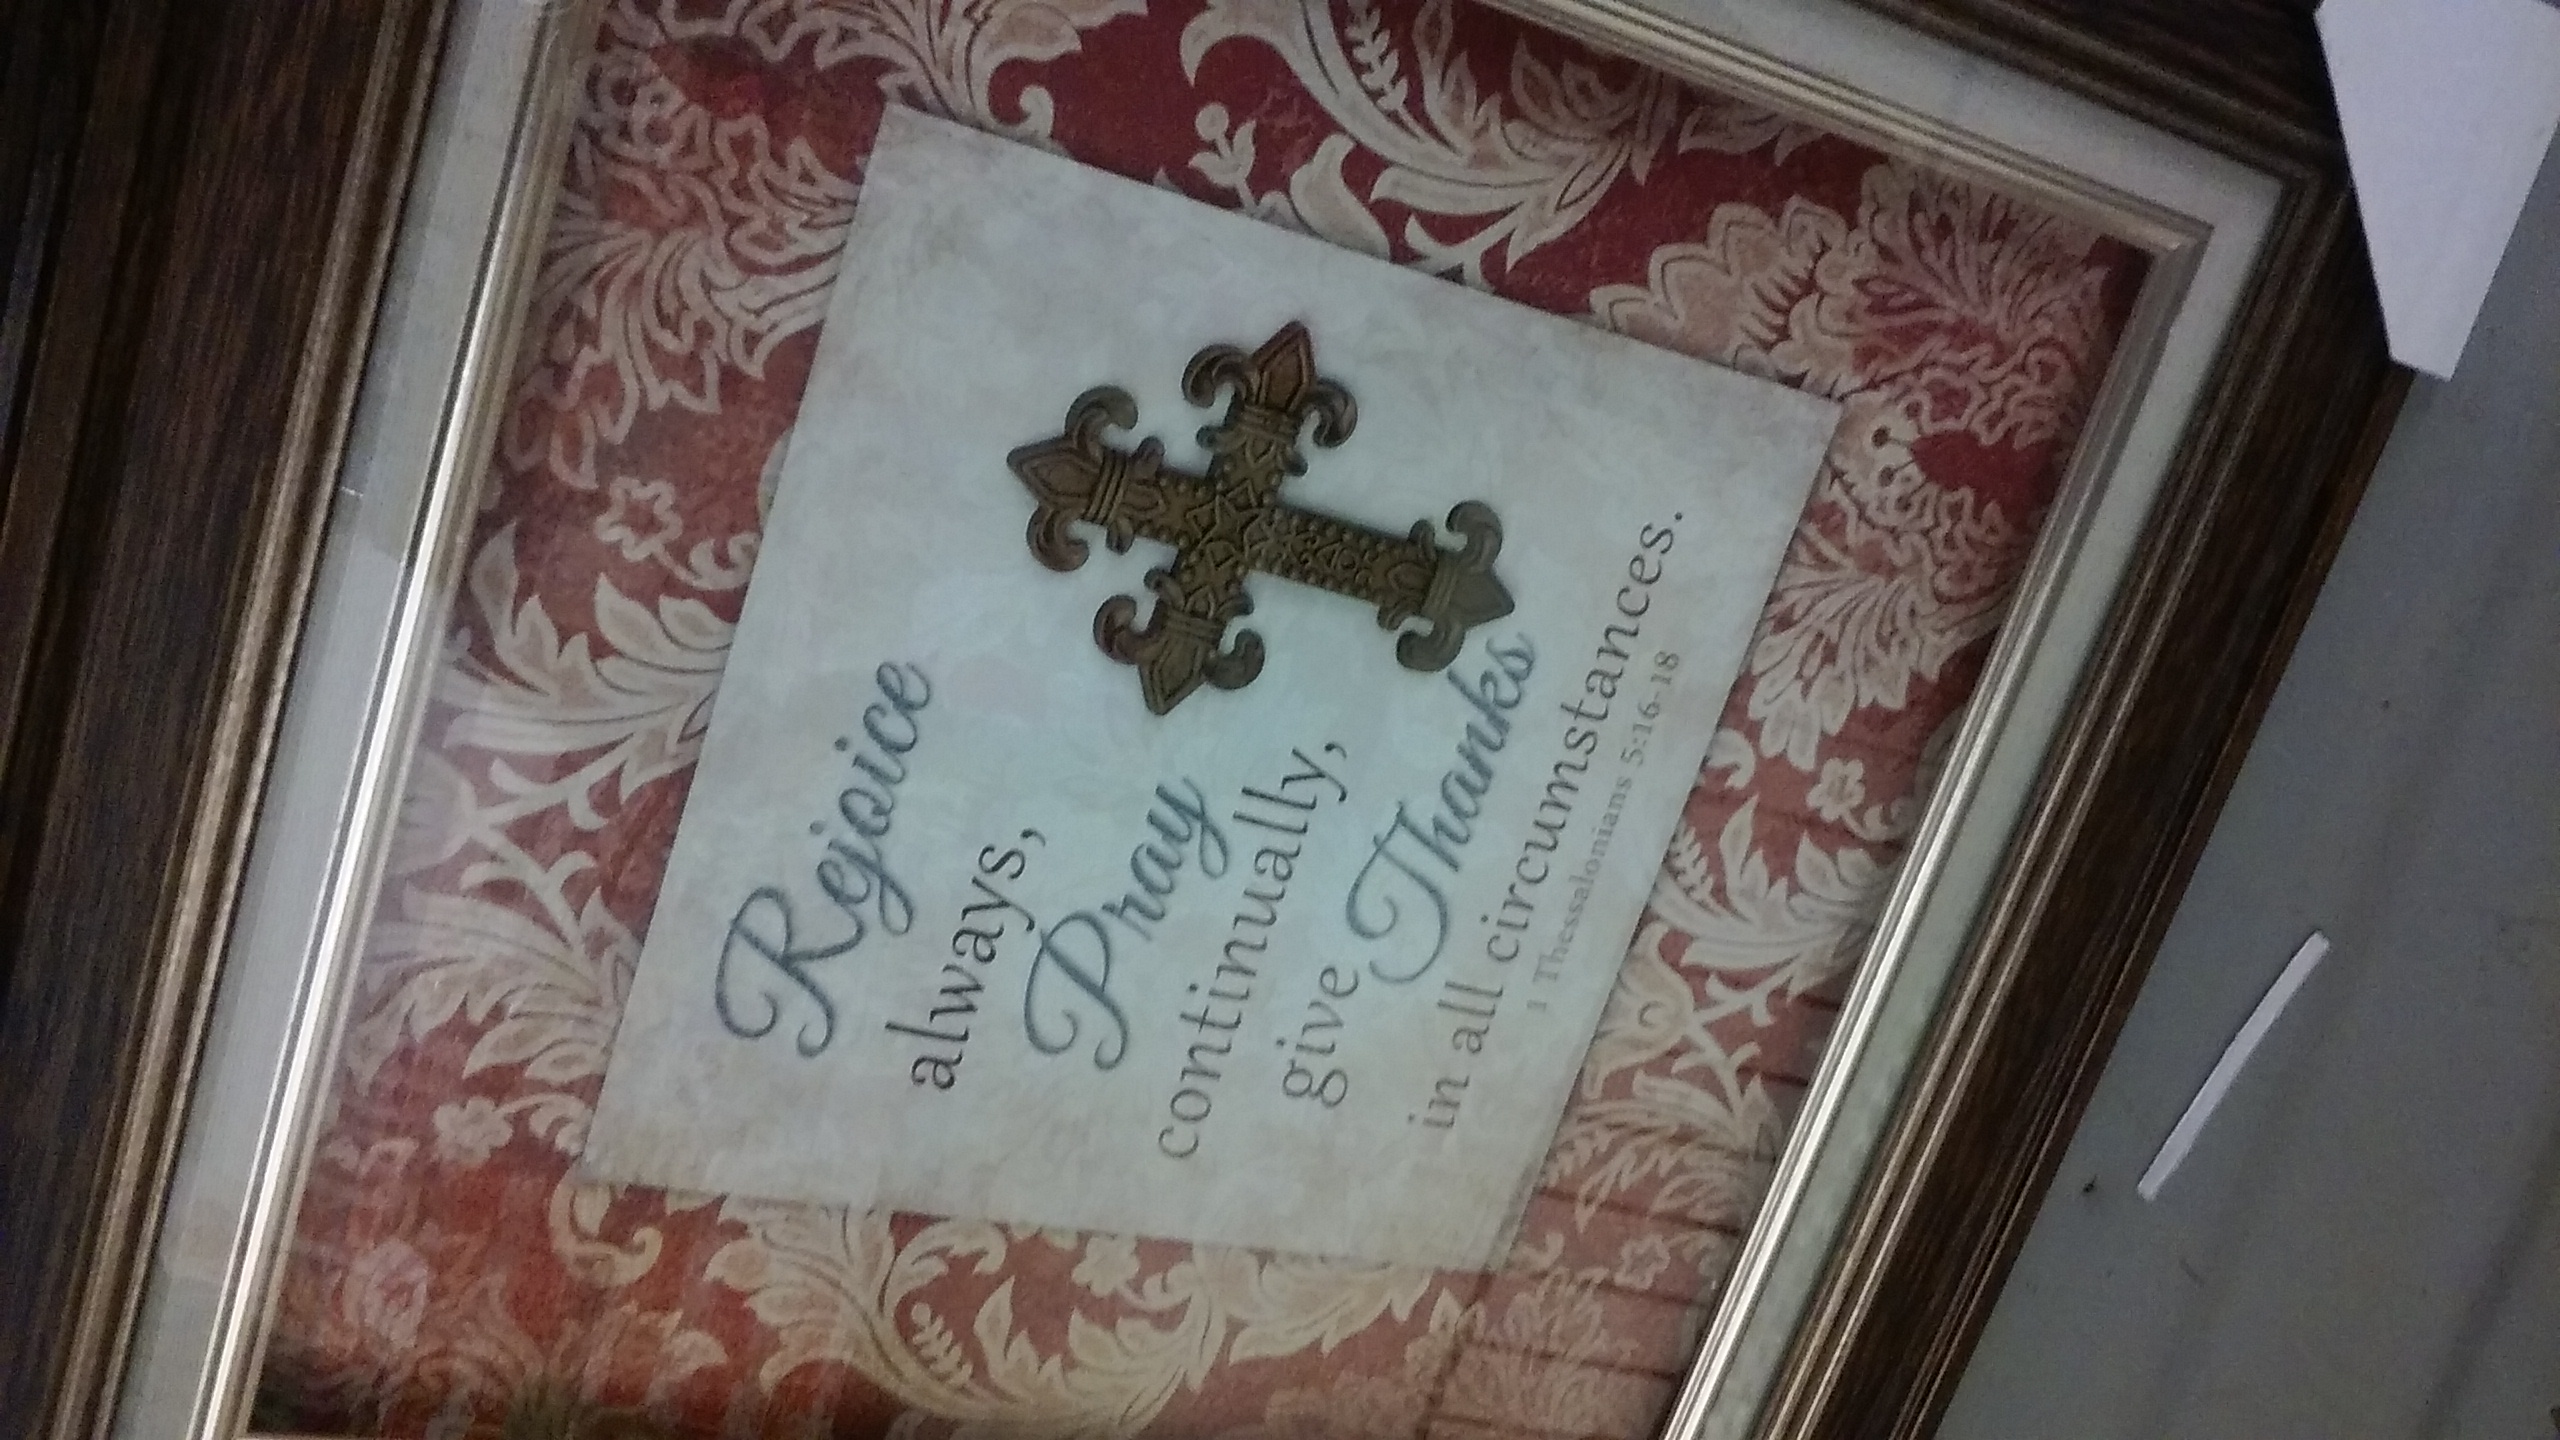 Rejoice
always,
Pray
continually,
give Thanks
in all circumstances.
1 Thessalonians 5:16-18